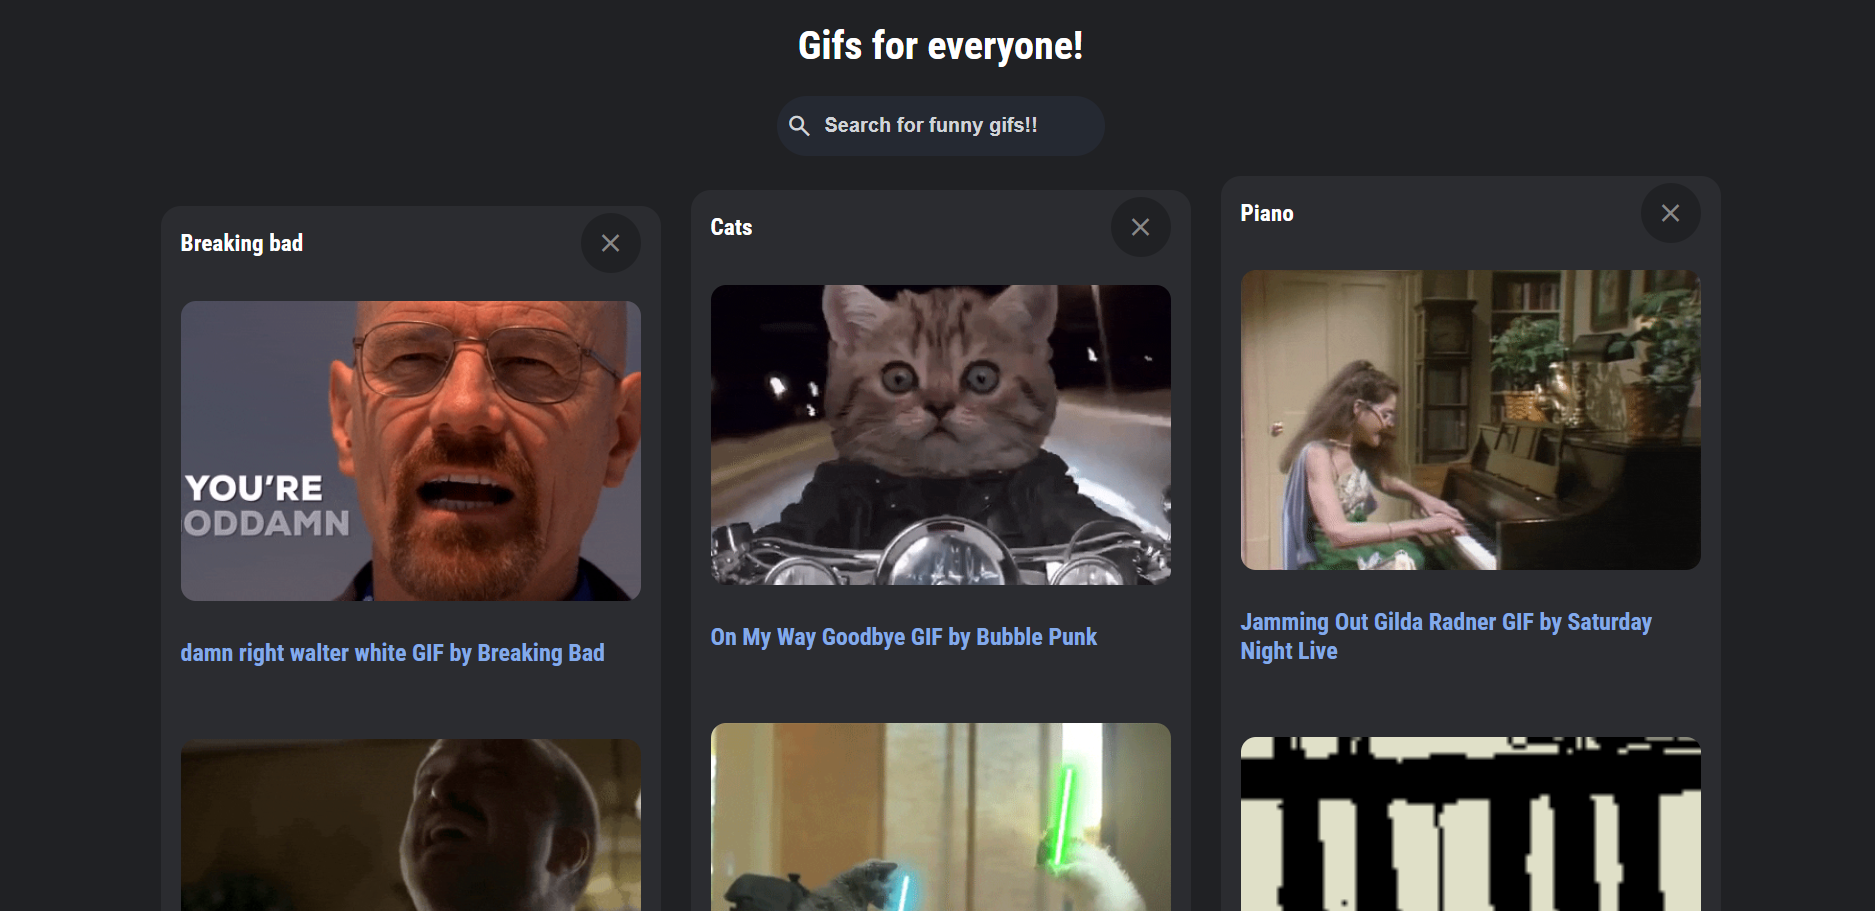 Gifs for everyone!
Search for funny gifs!!
Breaking bad
YOU'RE
ODDAMN
damn right walter white GIF by Breaking Bad
Cats
On My Way Goodbye GIF by Bubble Punk
Piano
Jamming Out Gilda Radner GIF by Saturday
Night Live